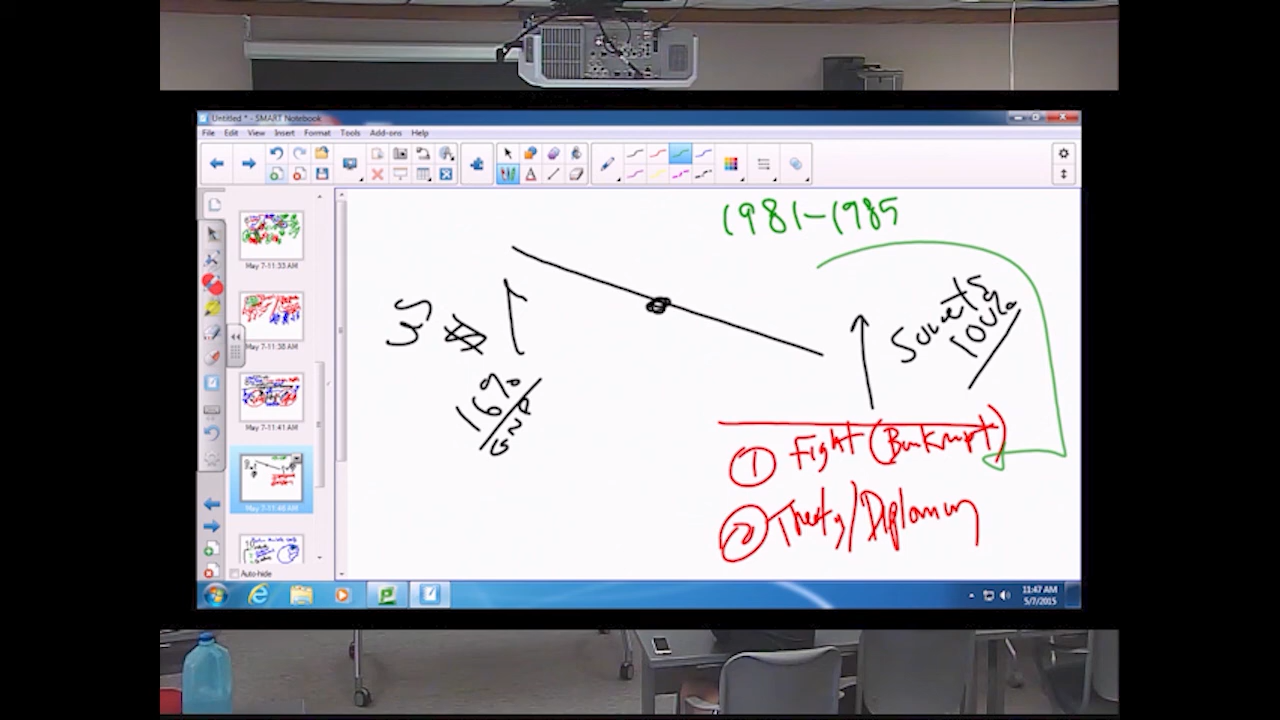 Untitled * - SMART Notebook
File Edit View Insert Format Tools Add-ons Help
May 7-11:33 AM
May 7-11:38 AM
May 7-11:41 AM
May 7-11:46 AM
Auto-hide
1981-1985
US
16%
Soviets
100%
① Fight (Bankrupt)
② Treaty/Diplomacy
11:47 AM
5/7/2015